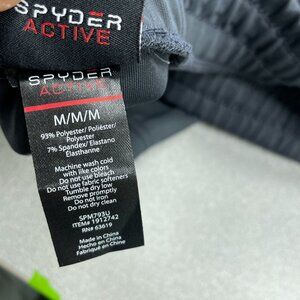 SPYDER
ACTIVE
SPYDER
ACTIVE
M/M/M
93% Polyester/ Poliéster/
Polyester
7% Spandex/ Elastano
Élasthanne
Machine wash cold
with like colors
Do not use bleach
Do not use fabric softeners
Tumble dry low
Remove promptly
Do not iron
Do not dry clean
SPM793U
ITEM# 1912742
RN# 63619
Made in China
Hecho en China
Fabriqué en Chine